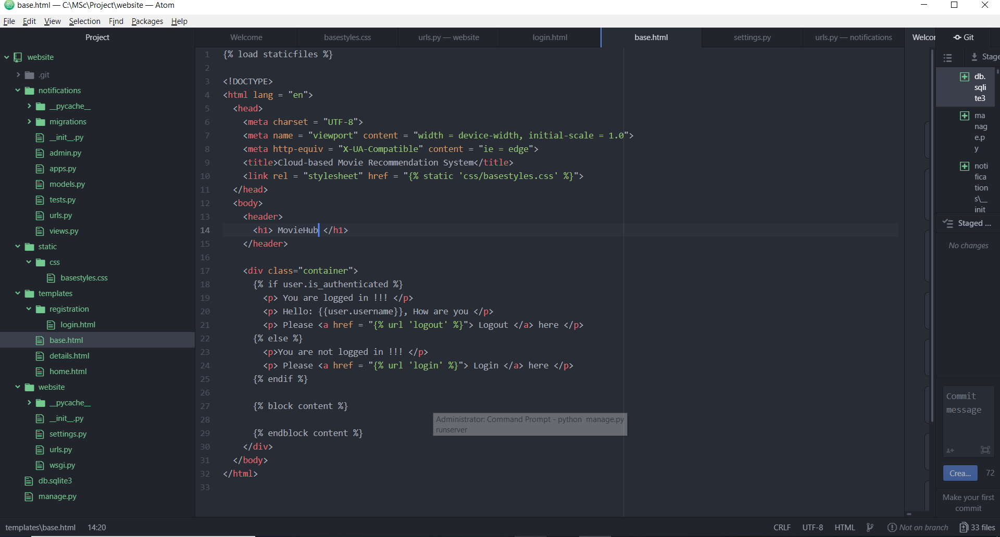 base.html — C:\MSc\Project\website — Atom
File Edit View Selection Find Packages Help
Project
website
.git
notifications
__pycache__
migrations
__init__.py
admin.py
apps.py
models.py
tests.py
urls.py
views.py
static
css
basestyles.css
templates
registration
login.html
base.html
details.html
home.html
website
__pycache__
__init__.py
settings.py
urls.py
wsgi.py
db.sqlite3
manage.py
Welcome basestyles.css urls.py — website login.html base.html settings.py urls.py — notifications Welcor
1 {% load staticfiles %}
2
3 <!DOCTYPE>
4 <html lang = "en">
5 <head>
6 <meta charset = "UTF-8">
7 <meta name = "viewport" content = "width = device-width, initial-scale = 1.0">
8 <meta http-equiv = "X-UA-Compatible" content = "ie = edge">
9 <title>Cloud-based Movie Recommendation System</title>
10 <link rel = "stylesheet" href = "{% static 'css/basestyles.css' %}">
11 </head>
12 <body>
13 <header>
14 <h1> MovieHub </h1>
15 </header>
16
17 <div class="container">
18 {% if user.is_authenticated %}
19 <p> You are logged in !!! </p>
20 <p> Hello: {{user.username}}, How are you </p>
21 <p> Please <a href = "{% url 'logout' %}"> Logout </a> here </p>
22 {% else %}
23 <p>You are not logged in !!! </p>
24 <p> Please <a href = "{% url 'login' %}"> Login </a> here </p>
25 {% endif %}
26
27 {% block content %}
28
29 {% endblock content %}
30 </div>
31 </body>
32 </html>
33
Administrator: Command Prompt - python manage.py
runserver
Git
Stage
db.
sqli
te3
ma
nag
e.p
y
noti
fica
tion
s\__
init
Staged ...
No changes
Commit
message
Crea... 72
Make your first
commit
templates\base.html 14:20 CRLF UTF-8 HTML Not on branch 33 files